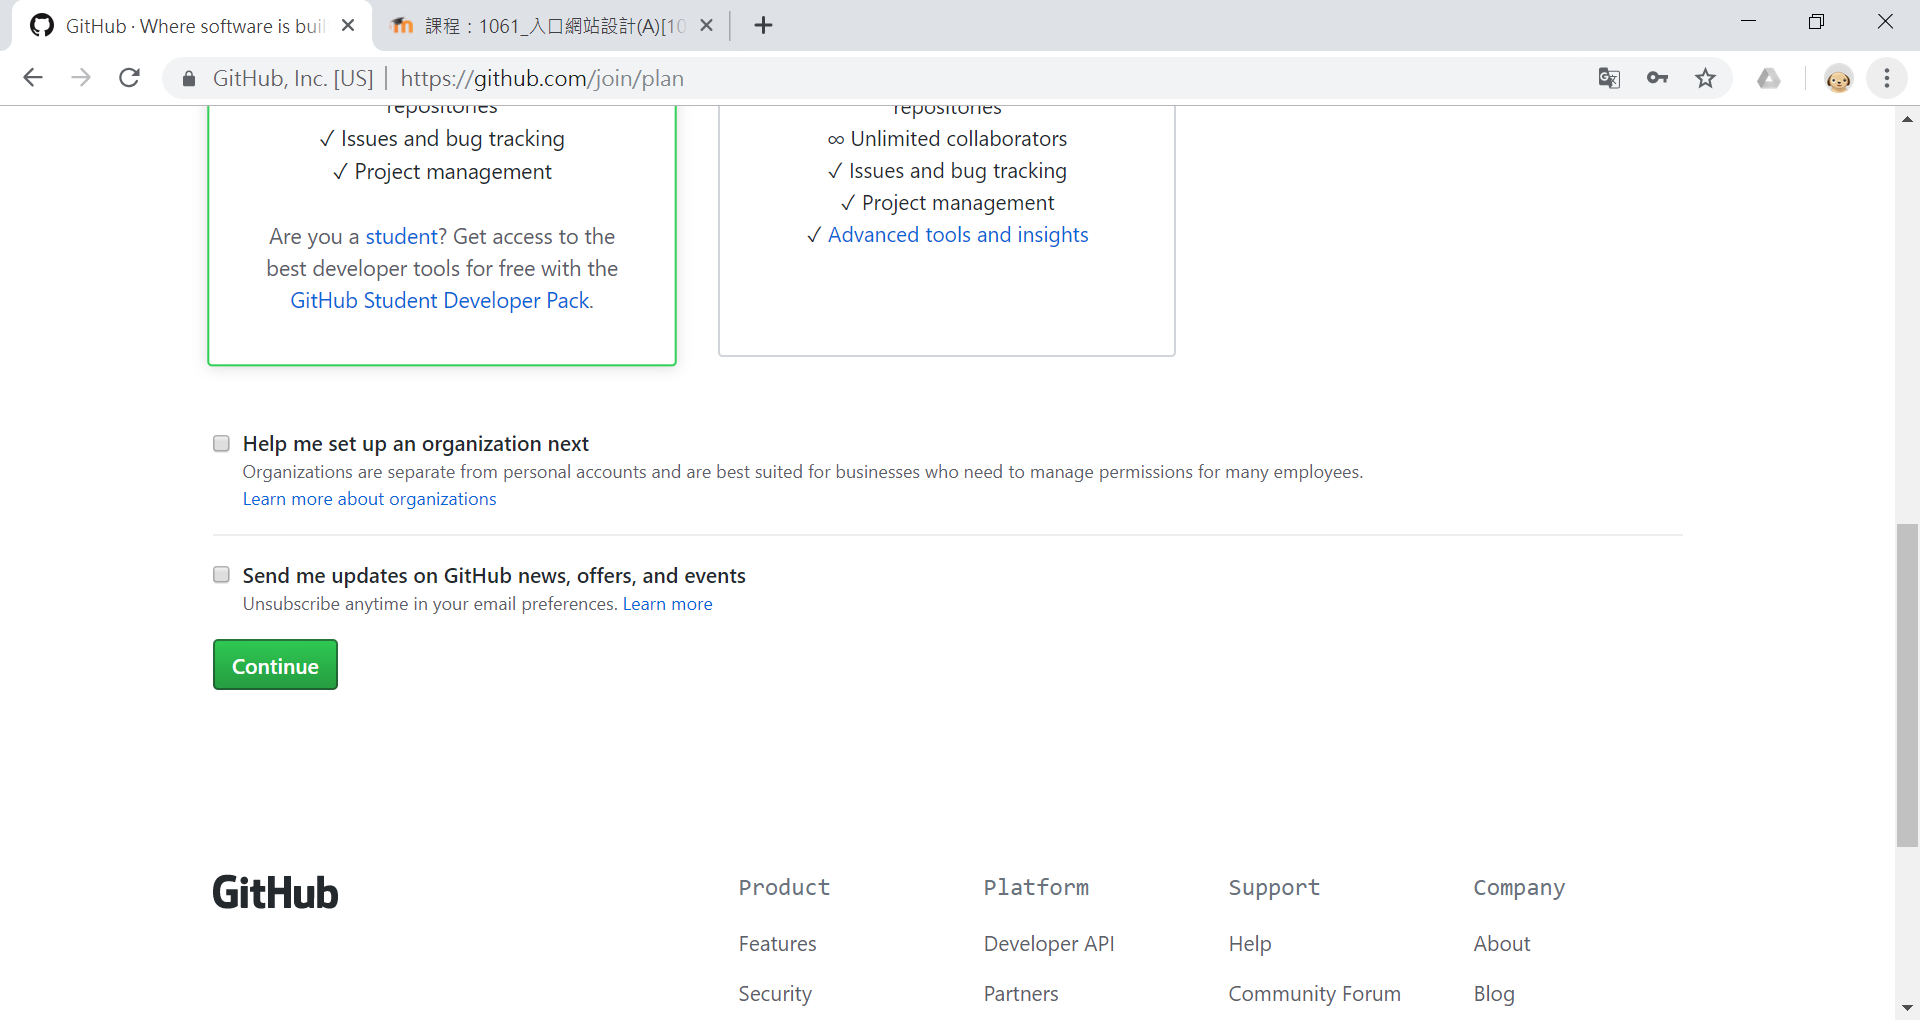 GitHub · Where software is buil
課程：1061_入口網站設計(A)[10
GitHub, Inc. [US] | https://github.com/join/plan
repositories
✓ Issues and bug tracking
✓ Project management
Are you a student? Get access to the
best developer tools for free with the
GitHub Student Developer Pack.
repositories
∞ Unlimited collaborators
✓ Issues and bug tracking
✓ Project management
✓ Advanced tools and insights
Help me set up an organization next
Organizations are separate from personal accounts and are best suited for businesses who need to manage permissions for many employees.
Learn more about organizations
Send me updates on GitHub news, offers, and events
Unsubscribe anytime in your email preferences. Learn more
Continue
GitHub
Product
Features
Security
Platform
Developer API
Partners
Support
Help
Community Forum
Company
About
Blog